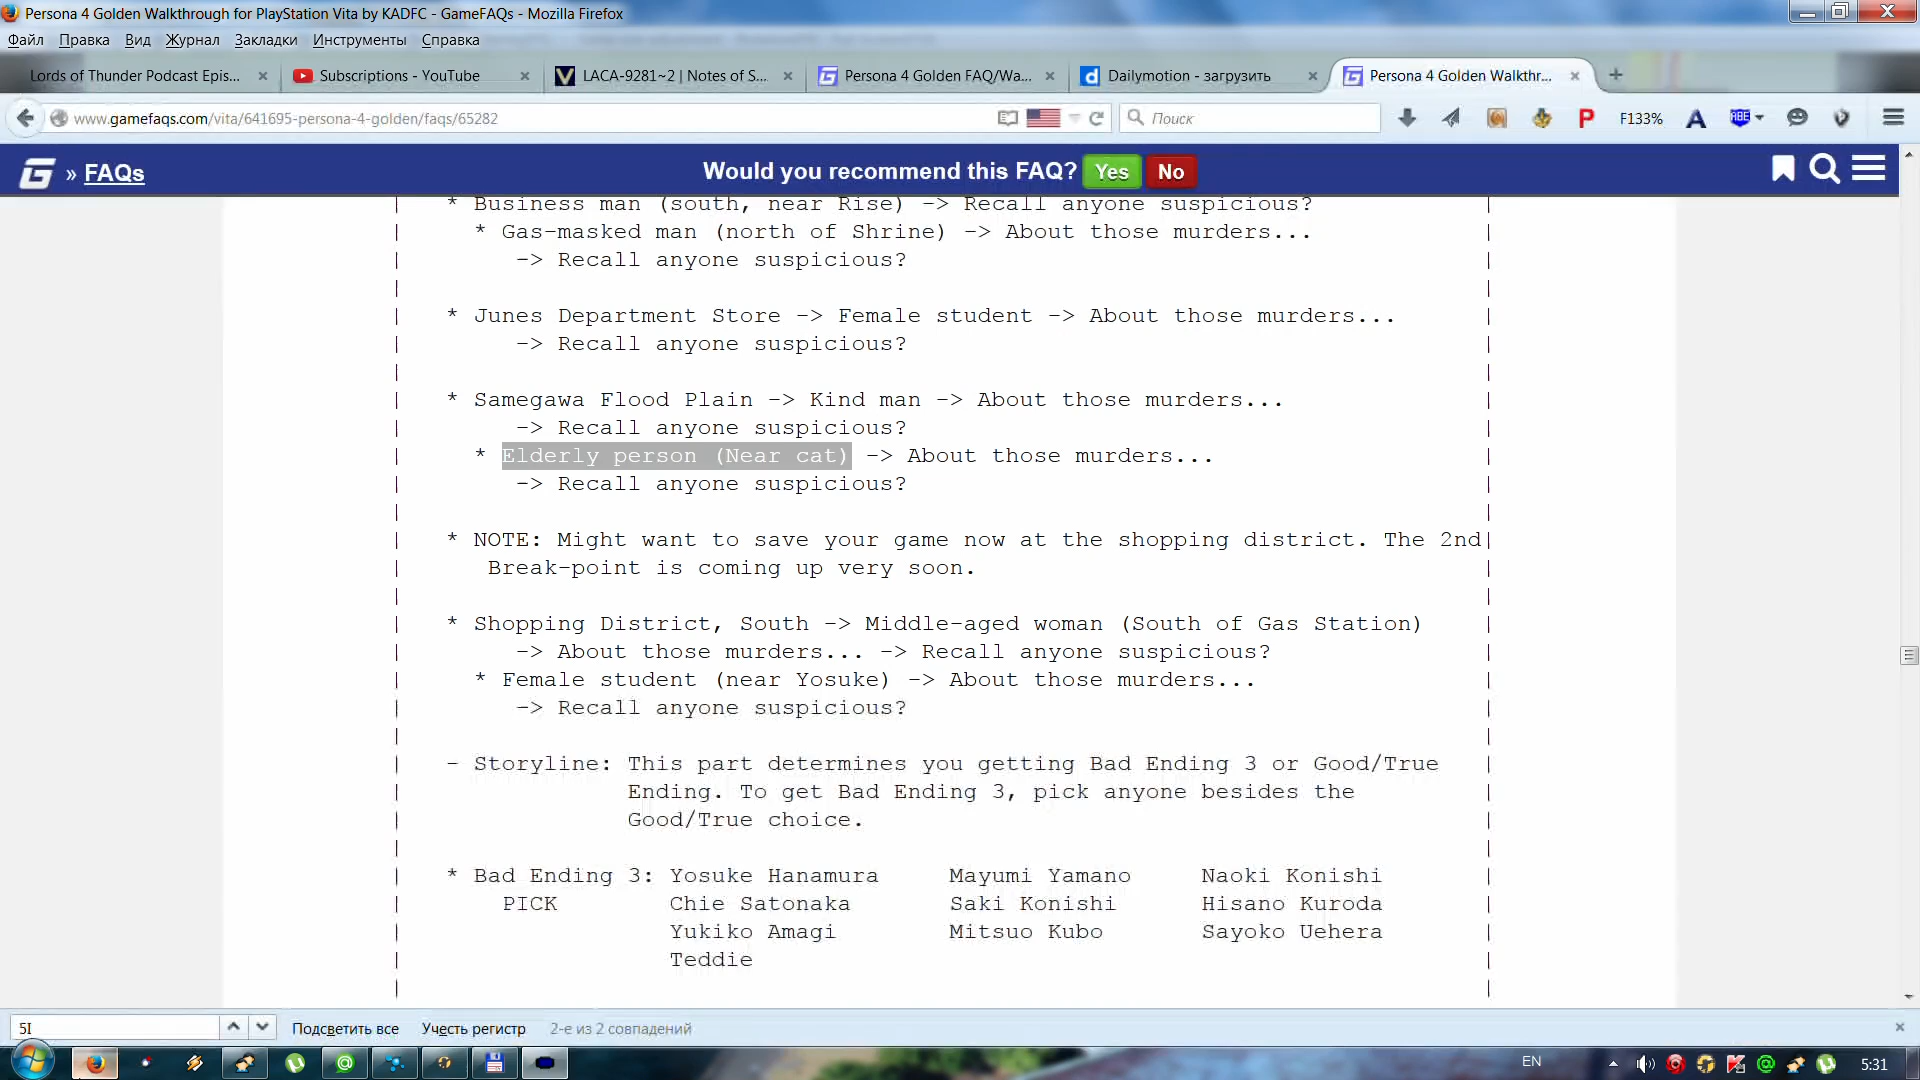 Persona 4 Golden Walkthrough for PlayStation Vita by KADFC - GameFAQs - Mozilla Firefox
Файл Правка Вид Журнал Закладки Инструменты Справка
Lords of Thunder Podcast Epis... Subscriptions - YouTube LACA-9281~2 | Notes of S... Persona 4 Golden FAQ/Wa... Dailymotion - загрузить Persona 4 Golden Walkthr...
www.gamefaqs.com/vita/641695-persona-4-golden/faqs/65282 Поиск F133% ABE
» FAQs Would you recommend this FAQ? Yes No
* Business man (south, near Rise) -> Recall anyone suspicious?
* Gas-masked man (north of Shrine) -> About those murders...
-> Recall anyone suspicious?
* Junes Department Store -> Female student -> About those murders...
-> Recall anyone suspicious?
* Samegawa Flood Plain -> Kind man -> About those murders...
-> Recall anyone suspicious?
* Elderly person (Near cat) -> About those murders...
-> Recall anyone suspicious?
* NOTE: Might want to save your game now at the shopping district. The 2nd
Break-point is coming up very soon.
* Shopping District, South -> Middle-aged woman (South of Gas Station)
-> About those murders... -> Recall anyone suspicious?
* Female student (near Yosuke) -> About those murders...
-> Recall anyone suspicious?
- Storyline: This part determines you getting Bad Ending 3 or Good/True
Ending. To get Bad Ending 3, pick anyone besides the
Good/True choice.
* Bad Ending 3: Yosuke Hanamura Mayumi Yamano Naoki Konishi
PICK Chie Satonaka Saki Konishi Hisano Kuroda
Yukiko Amagi Mitsuo Kubo Sayoko Uehera
Teddie
5I Подсветить все Учесть регистр 2-е из 2 совпадений
EN 5:31